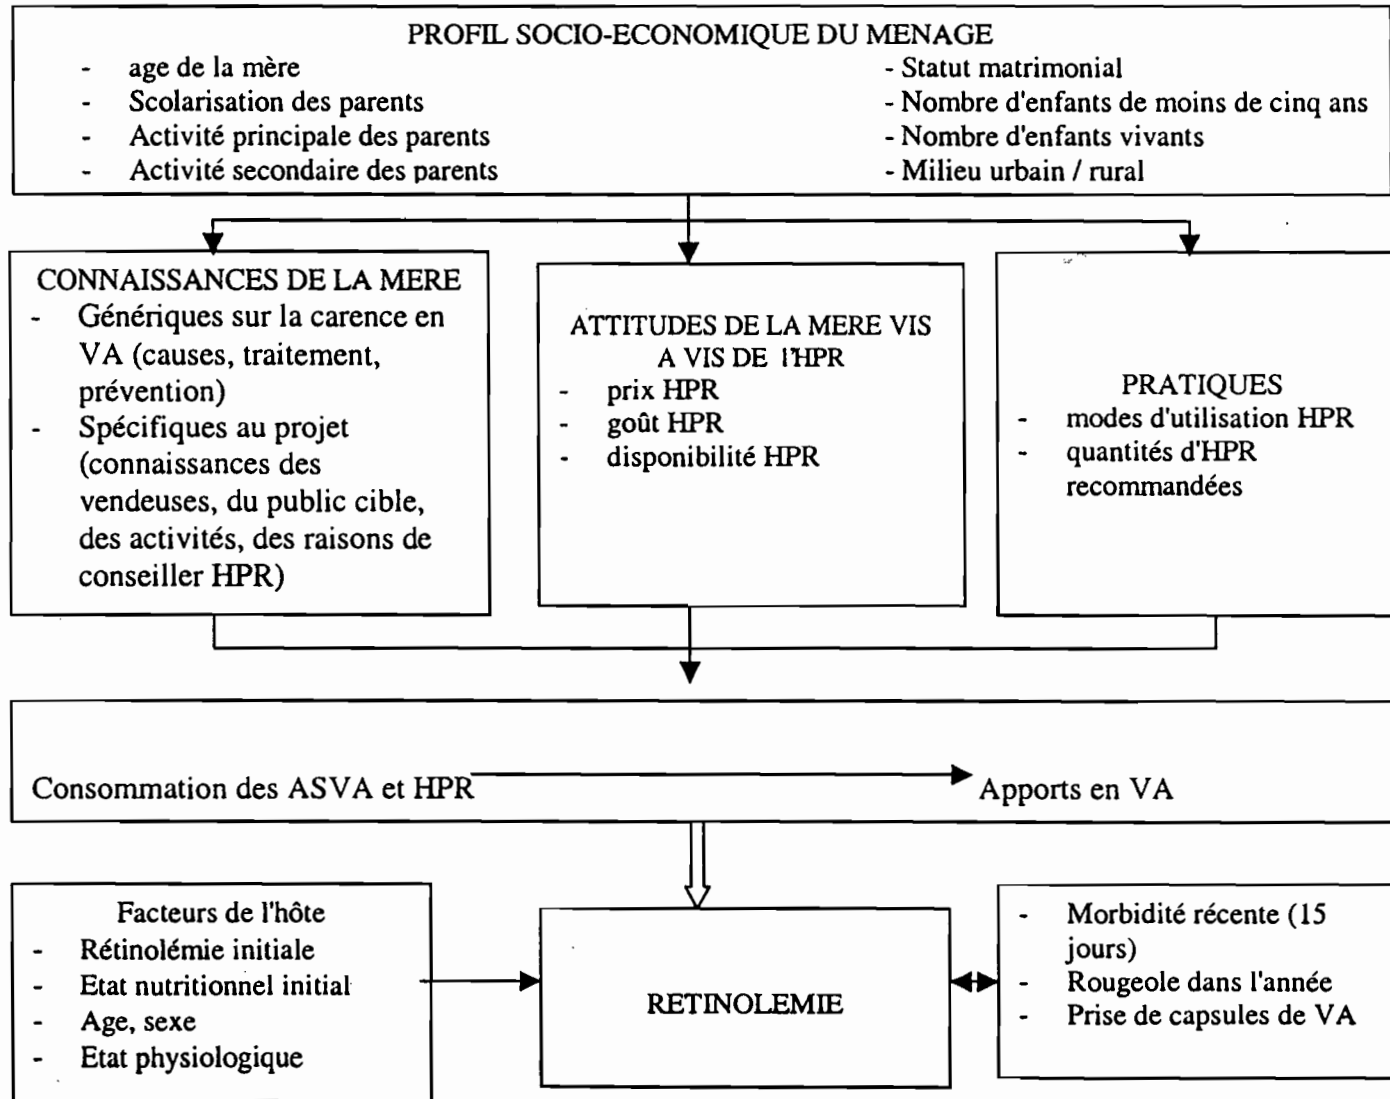 PROFIL SOCIO-ECONOMIQUE DU MENAGE
- age de la mère
- Scolarisation des parents
- Activité principale des parents
- Activité secondaire des parents
- Statut matrimonial
- Nombre d'enfants de moins de cinq ans
- Nombre d'enfants vivants
- Milieu urbain / rural
CONNAISSANCES DE LA MERE
- Génériques sur la carence en
VA (causes, traitement,
prévention)
- Spécifiques au projet
(connaissances des
vendeuses, du public cible,
des activités, des raisons de
conseiller HPR)
ATTITUDES DE LA MERE VIS
A VIS DE l'HPR
- prix HPR
- goût HPR
- disponibilité HPR
PRATIQUES
- modes d'utilisation HPR
- quantités d'HPR
recommandées
Consommation des ASVA et HPR
Apports en VA
Facteurs de l'hôte
- Rétinolémie initiale
- Etat nutritionnel initial
- Age, sexe
- Etat physiologique
RETINOLEMIE
- Morbidité récente (15
jours)
- Rougeole dans l'année
- Prise de capsules de VA